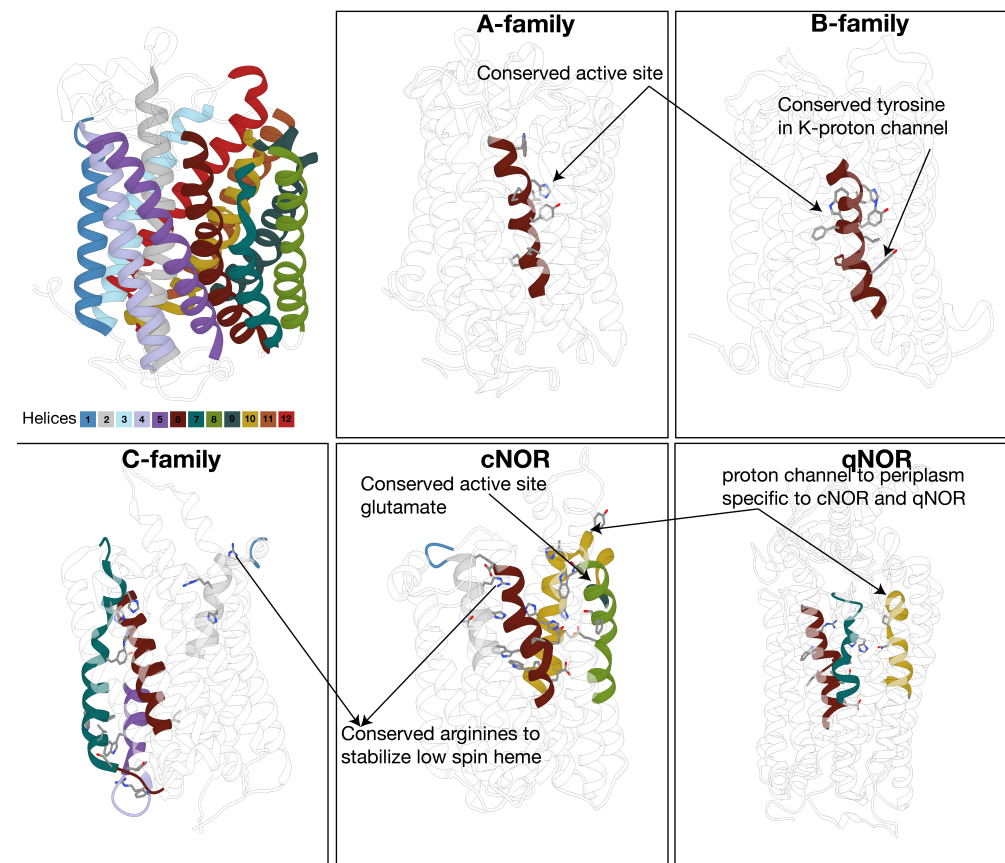 A-family
B-family
Conserved active site
Conserved tyrosine
in K-proton channel
Helices 1 2 3 4 5 6 7 8 9 10 11 12
C-family
cNOR
qNOR
Conserved active site
glutamate
proton channel to periplasm
specific to cNOR and qNOR
Conserved arginines to
stabilize low spin heme